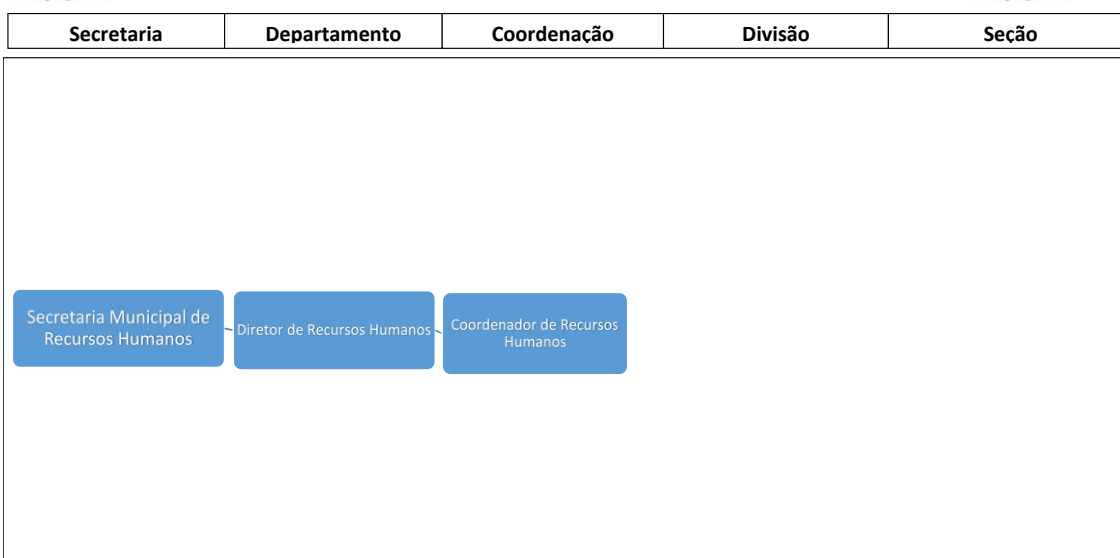 Secretaria Departamento Coordenação Divisão Seção
Secretaria Municipal de
Recursos Humanos
Diretor de Recursos Humanos
Coordenador de Recursos
Humanos